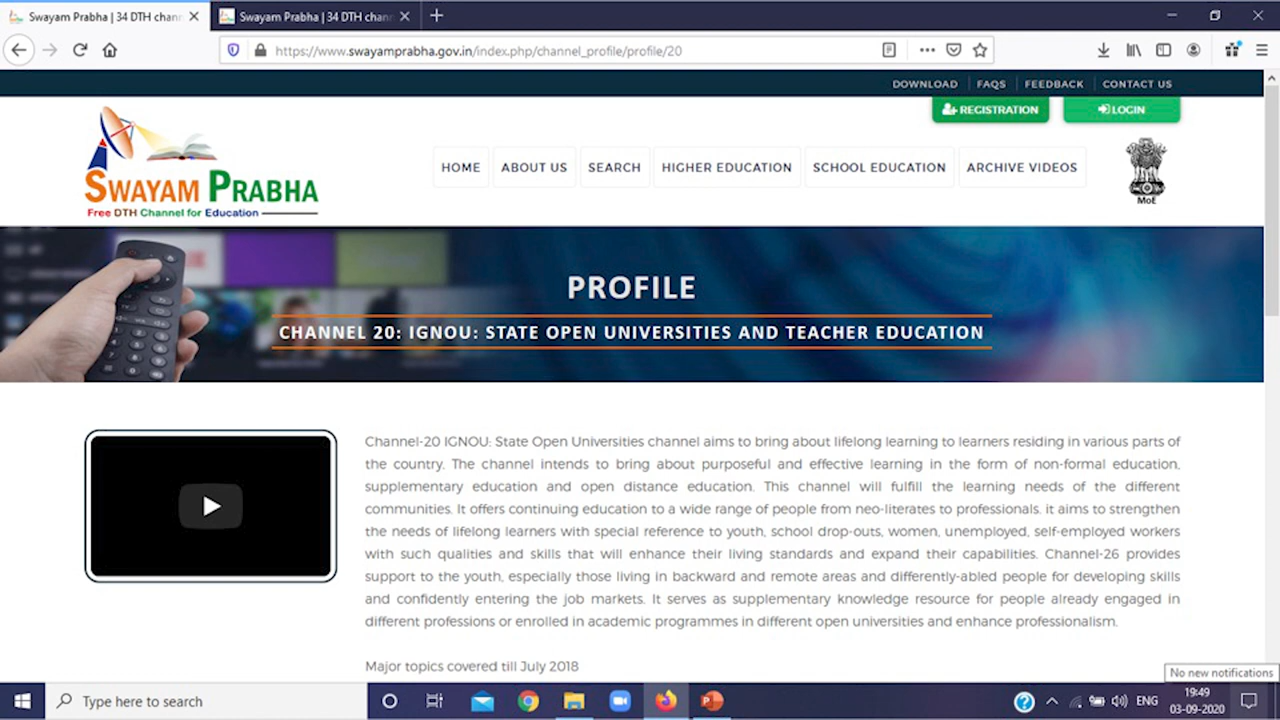 Swayam Prabha | 34 DTH chann
Swayam Prabha | 34 DTH chann
https://www.swayamprabha.gov.in/index.php/channel_profile/profile/20
DOWNLOAD FAQS FEEDBACK CONTACT US
REGISTRATION LOGIN
SWAYAM PRABHA
Free DTH Channel for Education
HOME ABOUT US SEARCH HIGHER EDUCATION SCHOOL EDUCATION ARCHIVE VIDEOS
MoE
PROFILE
CHANNEL 20: IGNOU: STATE OPEN UNIVERSITIES AND TEACHER EDUCATION
Channel-20 IGNOU: State Open Universities channel aims to bring about lifelong learning to learners residing in various parts of
the country. The channel intends to bring about purposeful and effective learning in the form of non-formal education,
supplementary education and open distance education. This channel will fulfill the learning needs of the different
communities. It offers continuing education to a wide range of people from neo-literates to professionals. it aims to strengthen
the needs of lifelong learners with special reference to youth, school drop-outs, women, unemployed, self-employed workers
with such qualities and skills that will enhance their living standards and expand their capabilities. Channel-26 provides
support to the youth, especially those living in backward and remote areas and differently-abled people for developing skills
and confidently entering the job markets. It serves as supplementary knowledge resource for people already engaged in
different professions or enrolled in academic programmes in different open universities and enhance professionalism.
Major topics covered till July 2018
No new notifications
Type here to search
ENG
19:49
03-09-2020